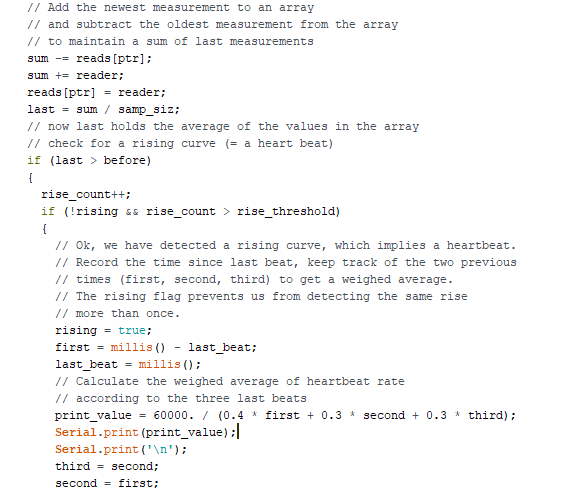 // Add the newest measurement to an array
// and subtract the oldest measurement from the array
// to maintain a sum of last measurements
sum -= reads[ptr];
sum += reader;
reads[ptr] = reader;
last = sum / samp_siz;
// now last holds the average of the values in the array
// check for a rising curve (= a heart beat)
if (last > before)
{
rise_count++;
if (!rising && rise_count > rise_threshold)
{
// Ok, we have detected a rising curve, which implies a heartbeat.
// Record the time since last beat, keep track of the two previous
// times (first, second, third) to get a weighed average.
// The rising flag prevents us from detecting the same rise
// more than once.
rising = true;
first = millis() - last_beat;
last_beat = millis();
// Calculate the weighed average of heartbeat rate
// according to the three last beats
print_value = 60000. / (0.4 * first + 0.3 * second + 0.3 * third);
Serial.print(print_value);
Serial.print('\n');
third = second;
second = first;